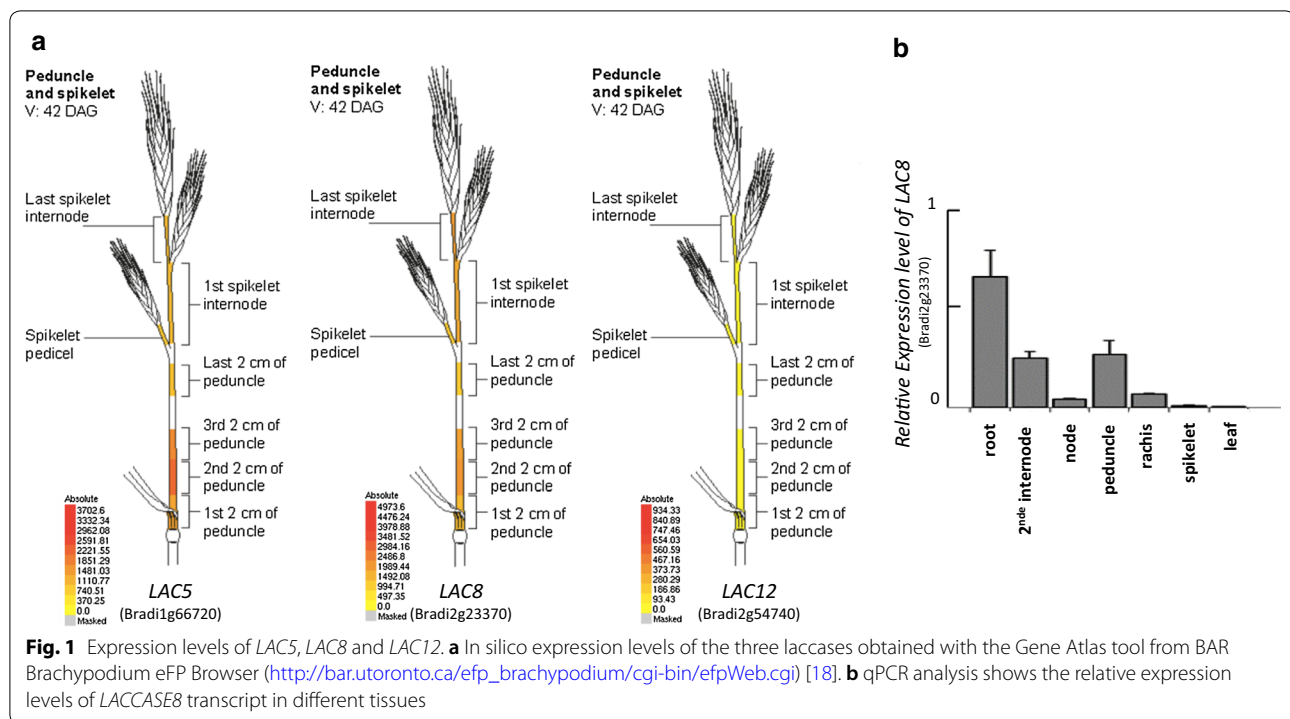 a
Peduncle
and spikelet
V: 42 DAG
Last spikelet
internode
1st spikelet
internode
Spikelet
pedicel
Last 2 cm of
peduncle
3rd 2 cm of
peduncle
2nd 2 cm of
peduncle
1st 2 cm of
peduncle
Absolute
3702.6
3332.34
2962.08
2591.81
2221.55
1851.29
1481.03
1110.77
740.51
370.25
0.0
Masked
LAC5
(Bradi1g66720)
Peduncle
and spikelet
V: 42 DAG
Last spikelet
internode
1st spikelet
internode
Spikelet
pedicel
Last 2 cm of
peduncle
3rd 2 cm of
peduncle
2nd 2 cm of
peduncle
1st 2 cm of
peduncle
Absolute
4973.6
4476.24
3978.88
3481.52
2984.16
2486.8
1989.44
1492.08
994.71
497.35
0.0
Masked
LAC8
(Bradi2g23370)
Peduncle
and spikelet
V: 42 DAG
Last spikelet
internode
1st spikelet
internode
Spikelet
pedicel
Last 2 cm of
peduncle
3rd 2 cm of
peduncle
2nd 2 cm of
peduncle
1st 2 cm of
peduncle
Absolute
934.33
840.89
747.46
654.03
560.59
467.16
373.73
280.29
186.86
93.43
0.0
Masked
LAC12
(Bradi2g54740)
b
Relative Expression level of LAC8
(Bradi2g23370)
1
0
root
2nde internode
node
peduncle
rachis
spikelet
leaf
Fig. 1 Expression levels of LAC5, LAC8 and LAC12. a In silico expression levels of the three laccases obtained with the Gene Atlas tool from BAR
Brachypodium eFP Browser (http://bar.utoronto.ca/efp_brachypodium/cgi-bin/efpWeb.cgi) [18]. b qPCR analysis shows the relative expression
levels of LACCASE8 transcript in different tissues